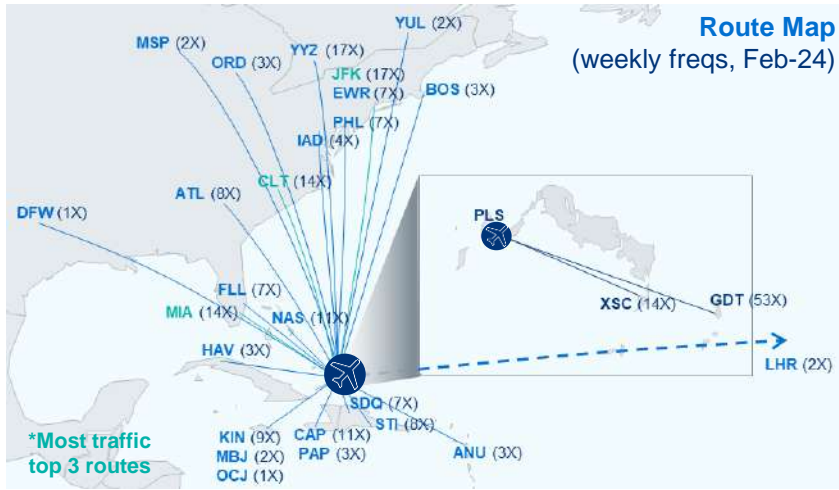 Route Map
(weekly freqs, Feb-24)
YUL (2X)
MSP (2X)
ORD (3X)
YYZ (17X)
JFK (17X)
EWR (7X)
BOS (3X)
PHL (7X)
IAD (4X)
CLT (14X)
ATL (8X)
DFW (1X)
PLS
FLL (7X)
MIA (14X)
NAS (11X)
XSC (14X)
GDT (53X)
HAV (3X)
LHR (2X)
SDQ (7X)
STI (8X)
KIN (9X)
CAP (11X)
MBJ (2X)
PAP (3X)
ANU (3X)
OCJ (1X)
*Most traffic
top 3 routes